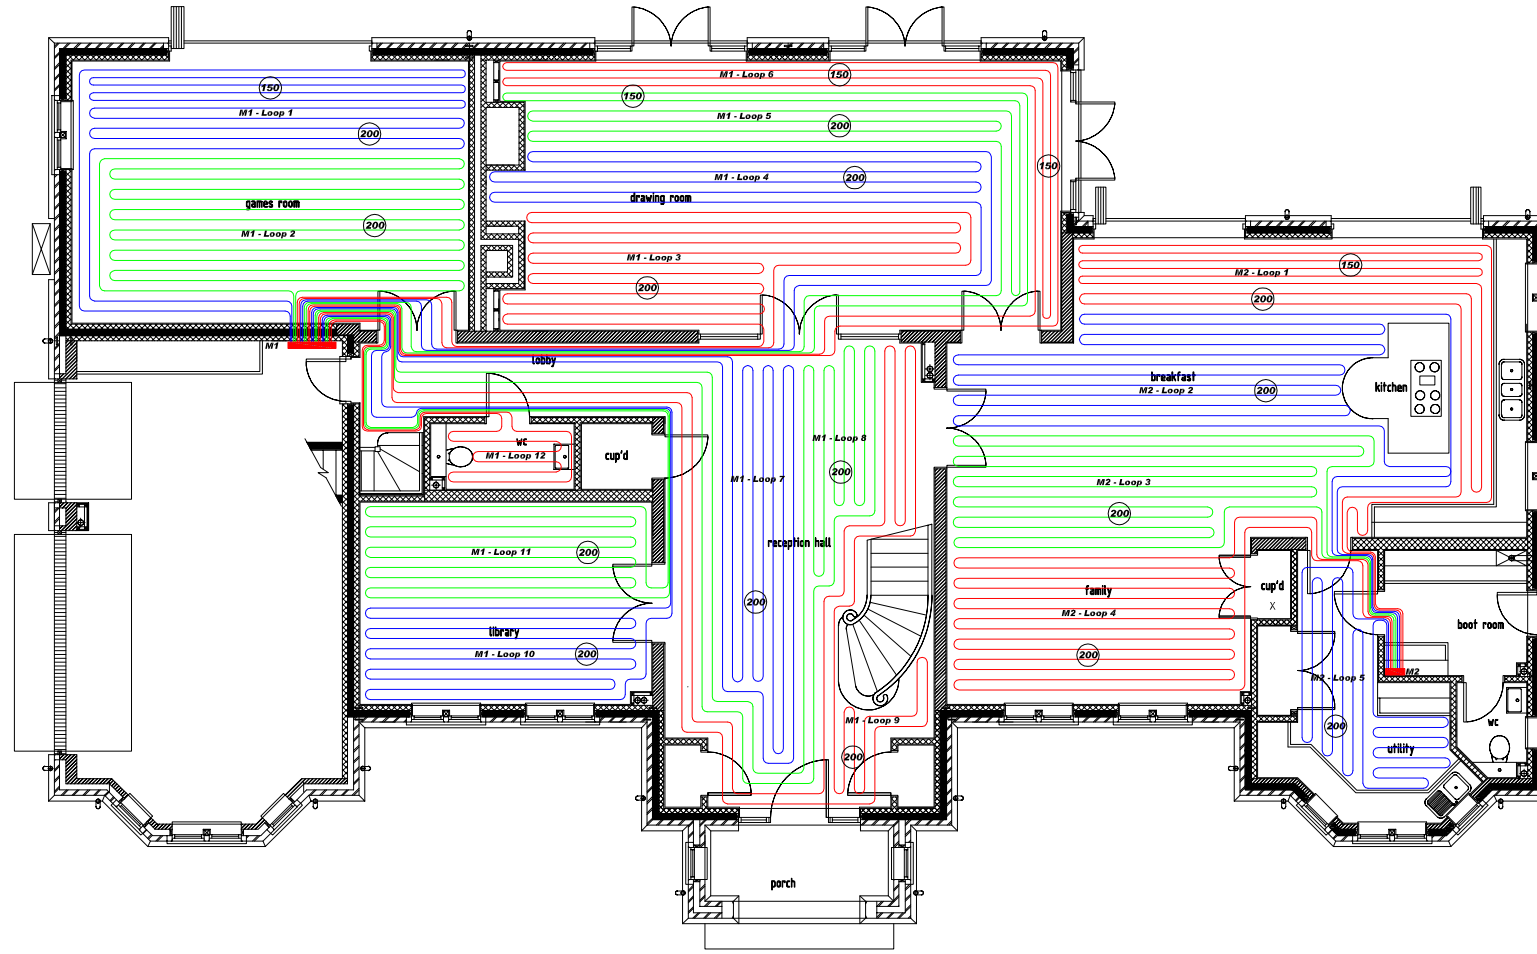 M1 - Loop 6
150
150
M1 - Loop 1
150
M1 - Loop 5
200
200
150
M1 - Loop 4
200
drawing room
games room
200
M1 - Loop 2
M1 - Loop 3
200
M2 - Loop 1
150
200
M1
lobby
breakfast
M2 - Loop 2
200
kitchen
M1 - Loop 8
wc
M1 - Loop 12
cup'd
200
M1 - Loop 7
M2 - Loop 3
200
reception hall
M1 - Loop 11
200
family
cup'd
X
M2 - Loop 4
200
library
boot room
M1 - Loop 10
200
200
M2
M2 - Loop 5
M1 - Loop 9
200
wc
utility
200
porch